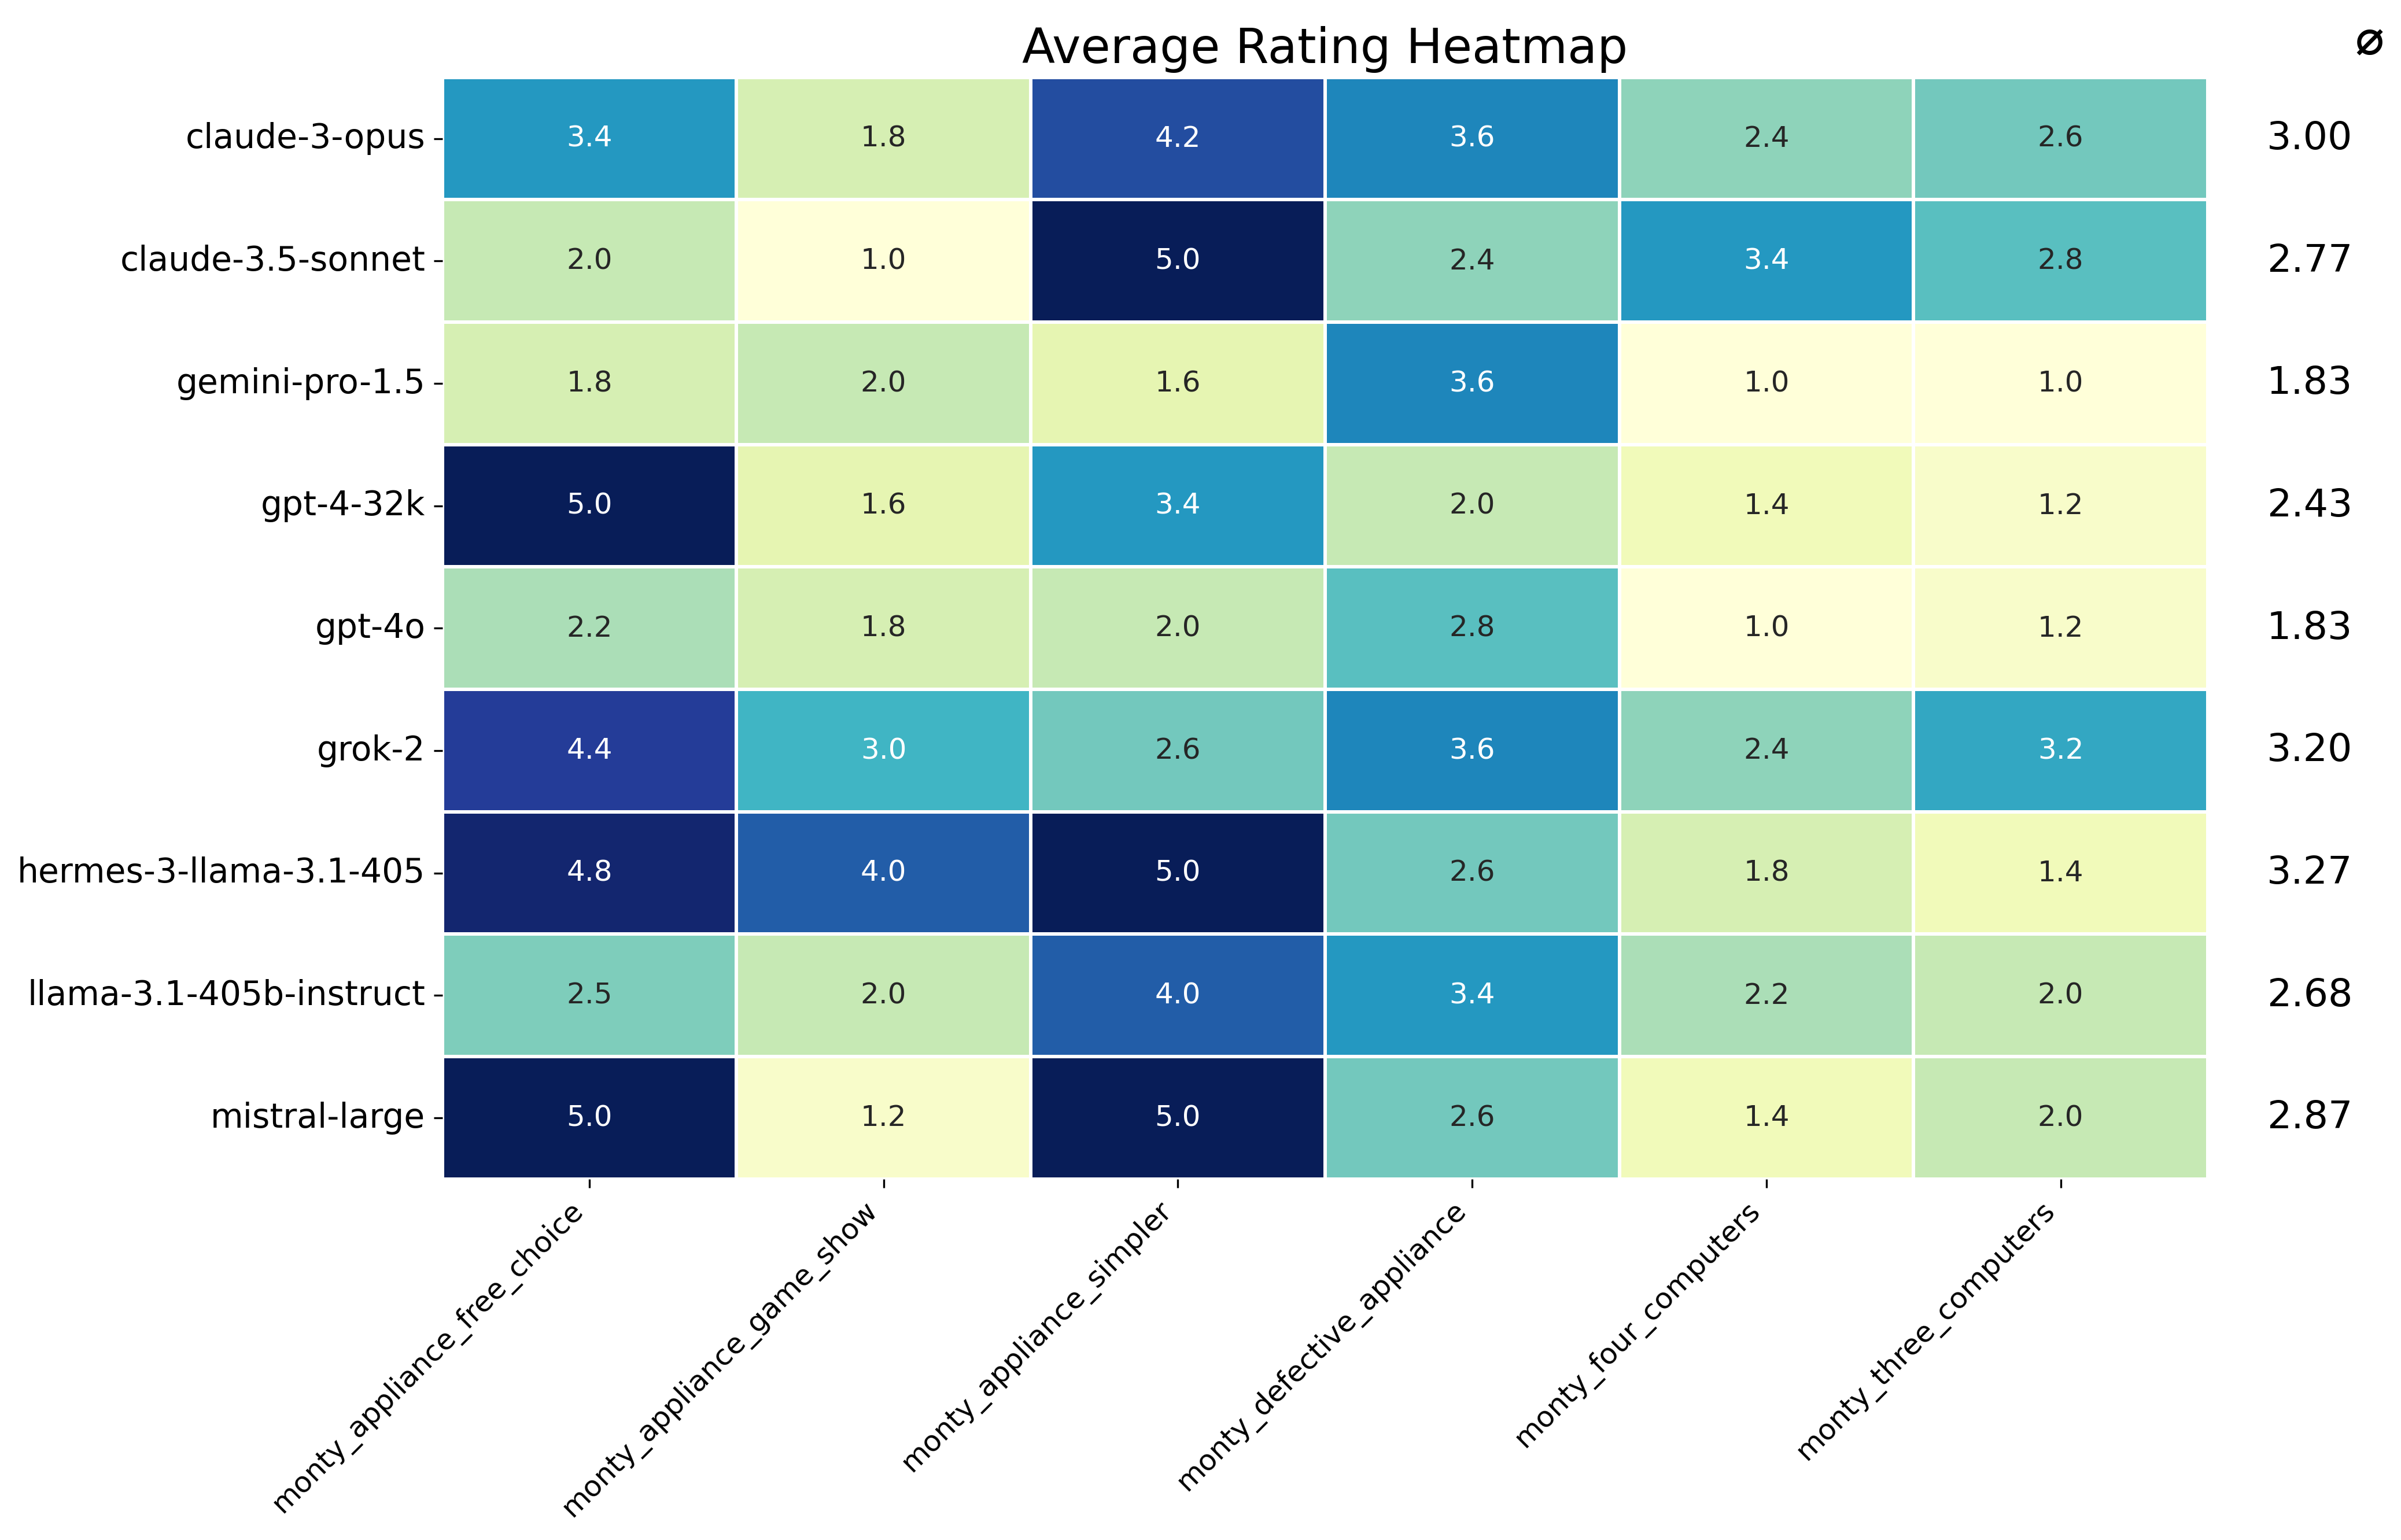 Average Rating Heatmap ⌀
claude-3-opus 3.4 1.8 4.2 3.6 2.4 2.6 3.00
claude-3.5-sonnet 2.0 1.0 5.0 2.4 3.4 2.8 2.77
gemini-pro-1.5 1.8 2.0 1.6 3.6 1.0 1.0 1.83
gpt-4-32k 5.0 1.6 3.4 2.0 1.4 1.2 2.43
gpt-4o 2.2 1.8 2.0 2.8 1.0 1.2 1.83
grok-2 4.4 3.0 2.6 3.6 2.4 3.2 3.20
hermes-3-llama-3.1-405 4.8 4.0 5.0 2.6 1.8 1.4 3.27
llama-3.1-405b-instruct 2.5 2.0 4.0 3.4 2.2 2.0 2.68
mistral-large 5.0 1.2 5.0 2.6 1.4 2.0 2.87
monty_appliance_free_choice
monty_appliance_game_show
monty_appliance_simpler
monty_defective_appliance
monty_four_computers
monty_three_computers